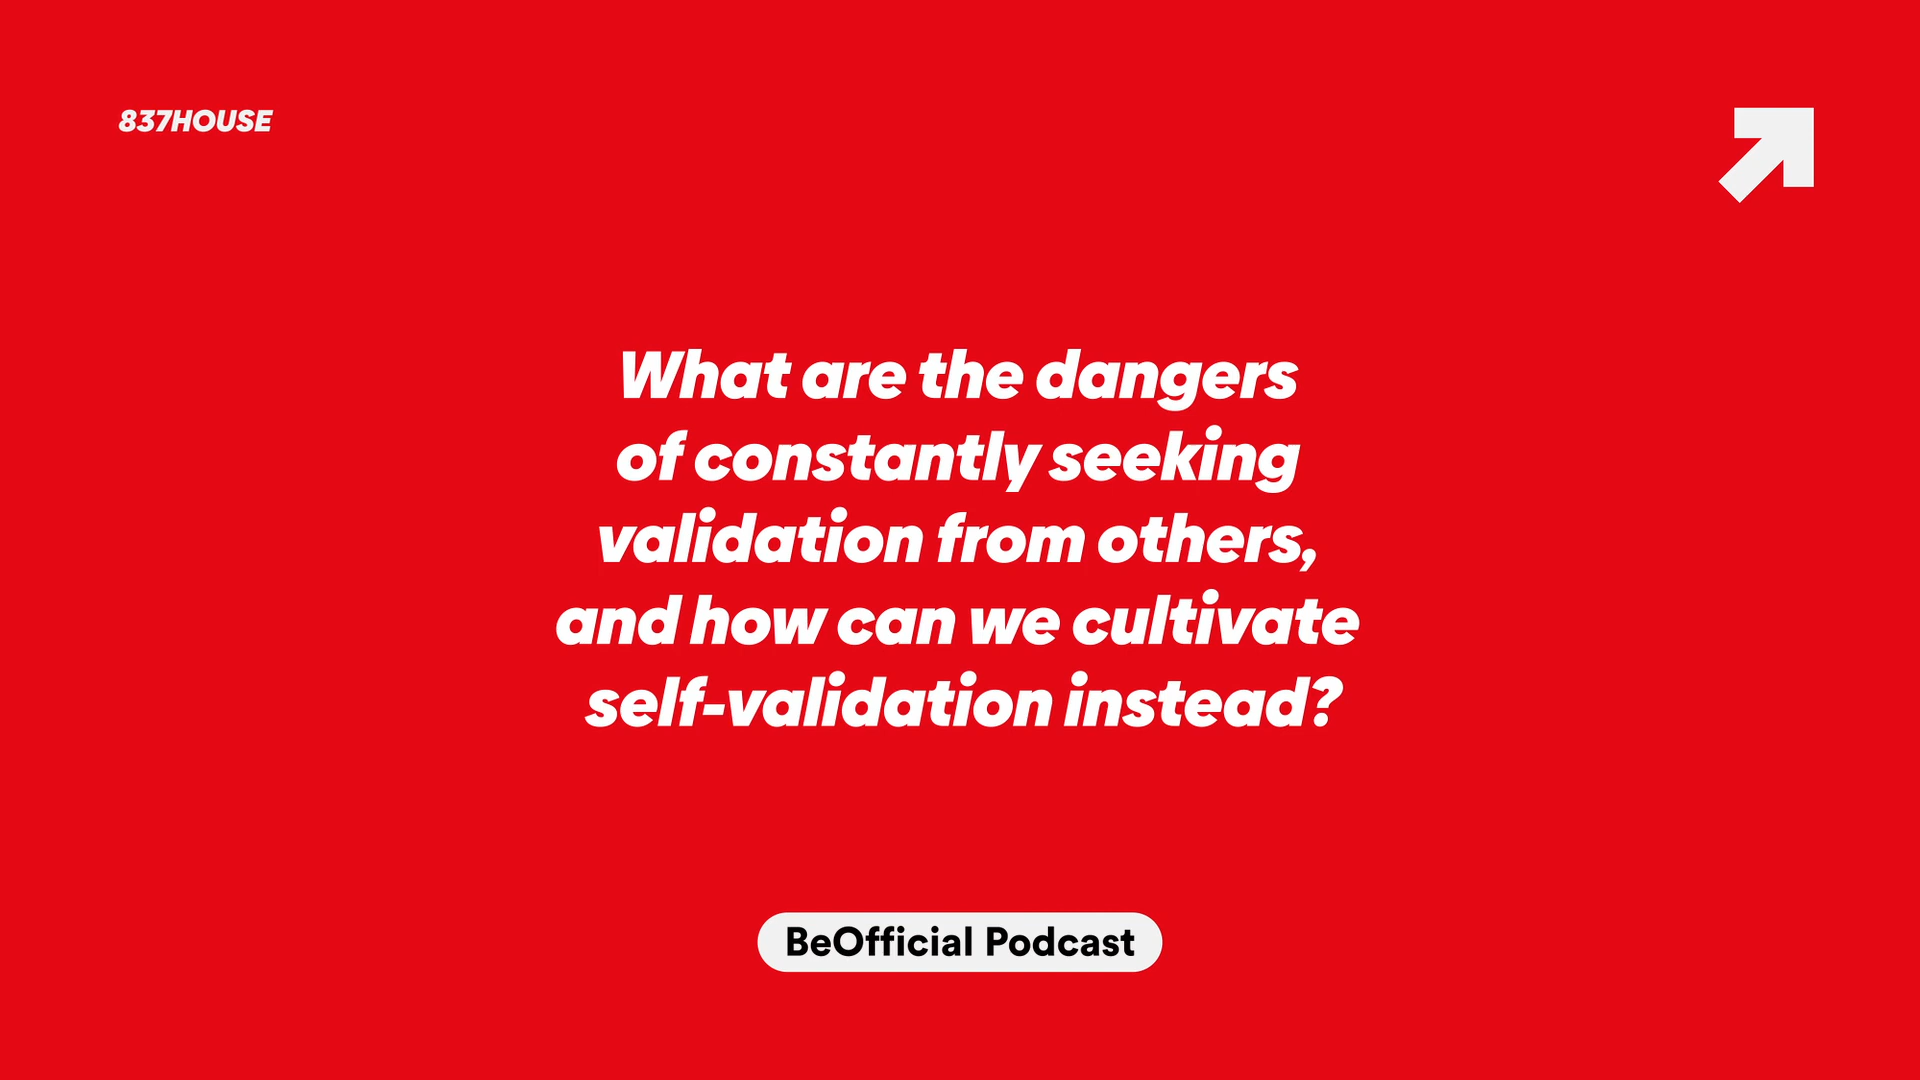 837HOUSE
What are the dangers
of constantly seeking
validation from others,
and how can we cultivate
self-validation instead?
BeOfficial Podcast